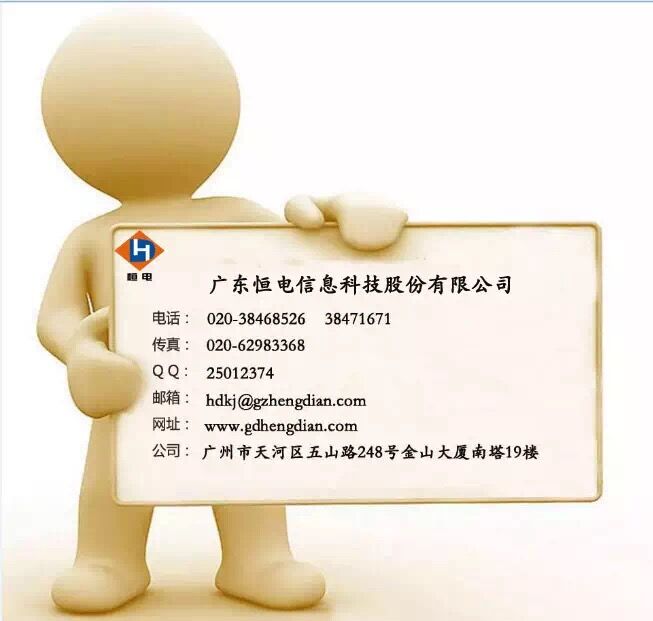 恒电
广东恒电信息科技股份有限公司
电话： 020-38468526 38471671
传真： 020-62983368
Q Q： 25012374
邮箱： hdkj@gzhengdian.com
网址： www.gdhengdian.com
公司： 广州市天河区五山路248号金山大厦南塔19楼